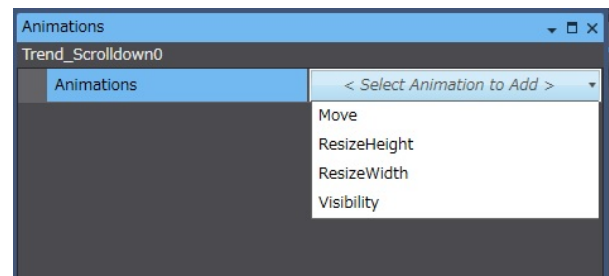 Animations
Trend_Scrolldown0
Animations
< Select Animation to Add >
Move
ResizeHeight
ResizeWidth
Visibility